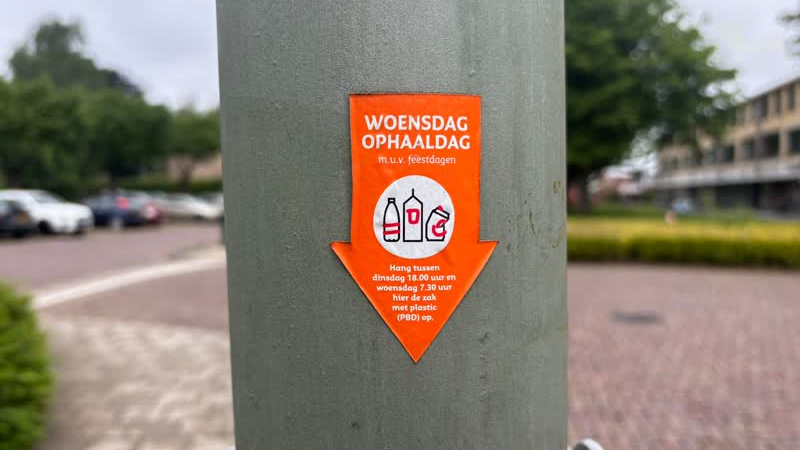 WOENSDAG
OPHAALDAG
m.u.v. feestdagen
Hang tussen
dinsdag 18.00 uur en
woensdag 7.30 uur
hier de zak
met plastic
(PBD) op.